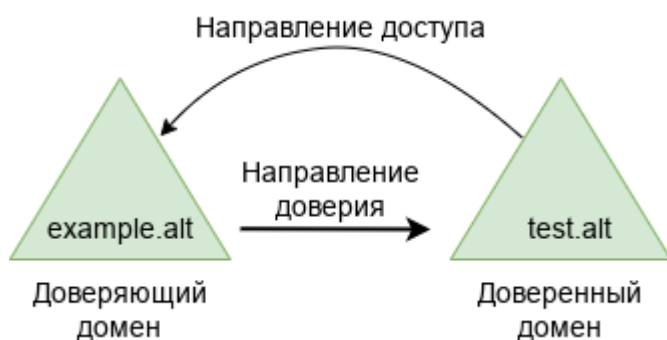 Направление доступа
Направление
доверия
example.alt
test.alt
Доверяющий
домен
Доверенный
домен